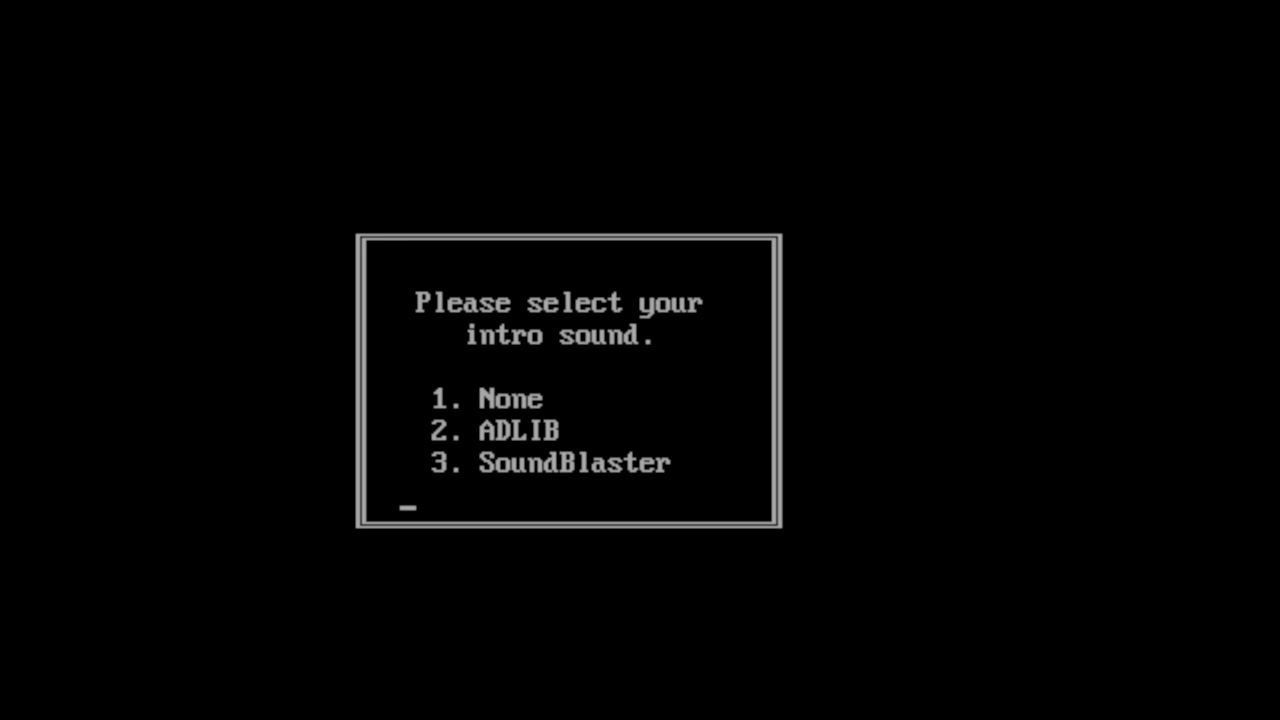 Please select your
intro sound.
1. None
2. ADLIB
3. SoundBlaster